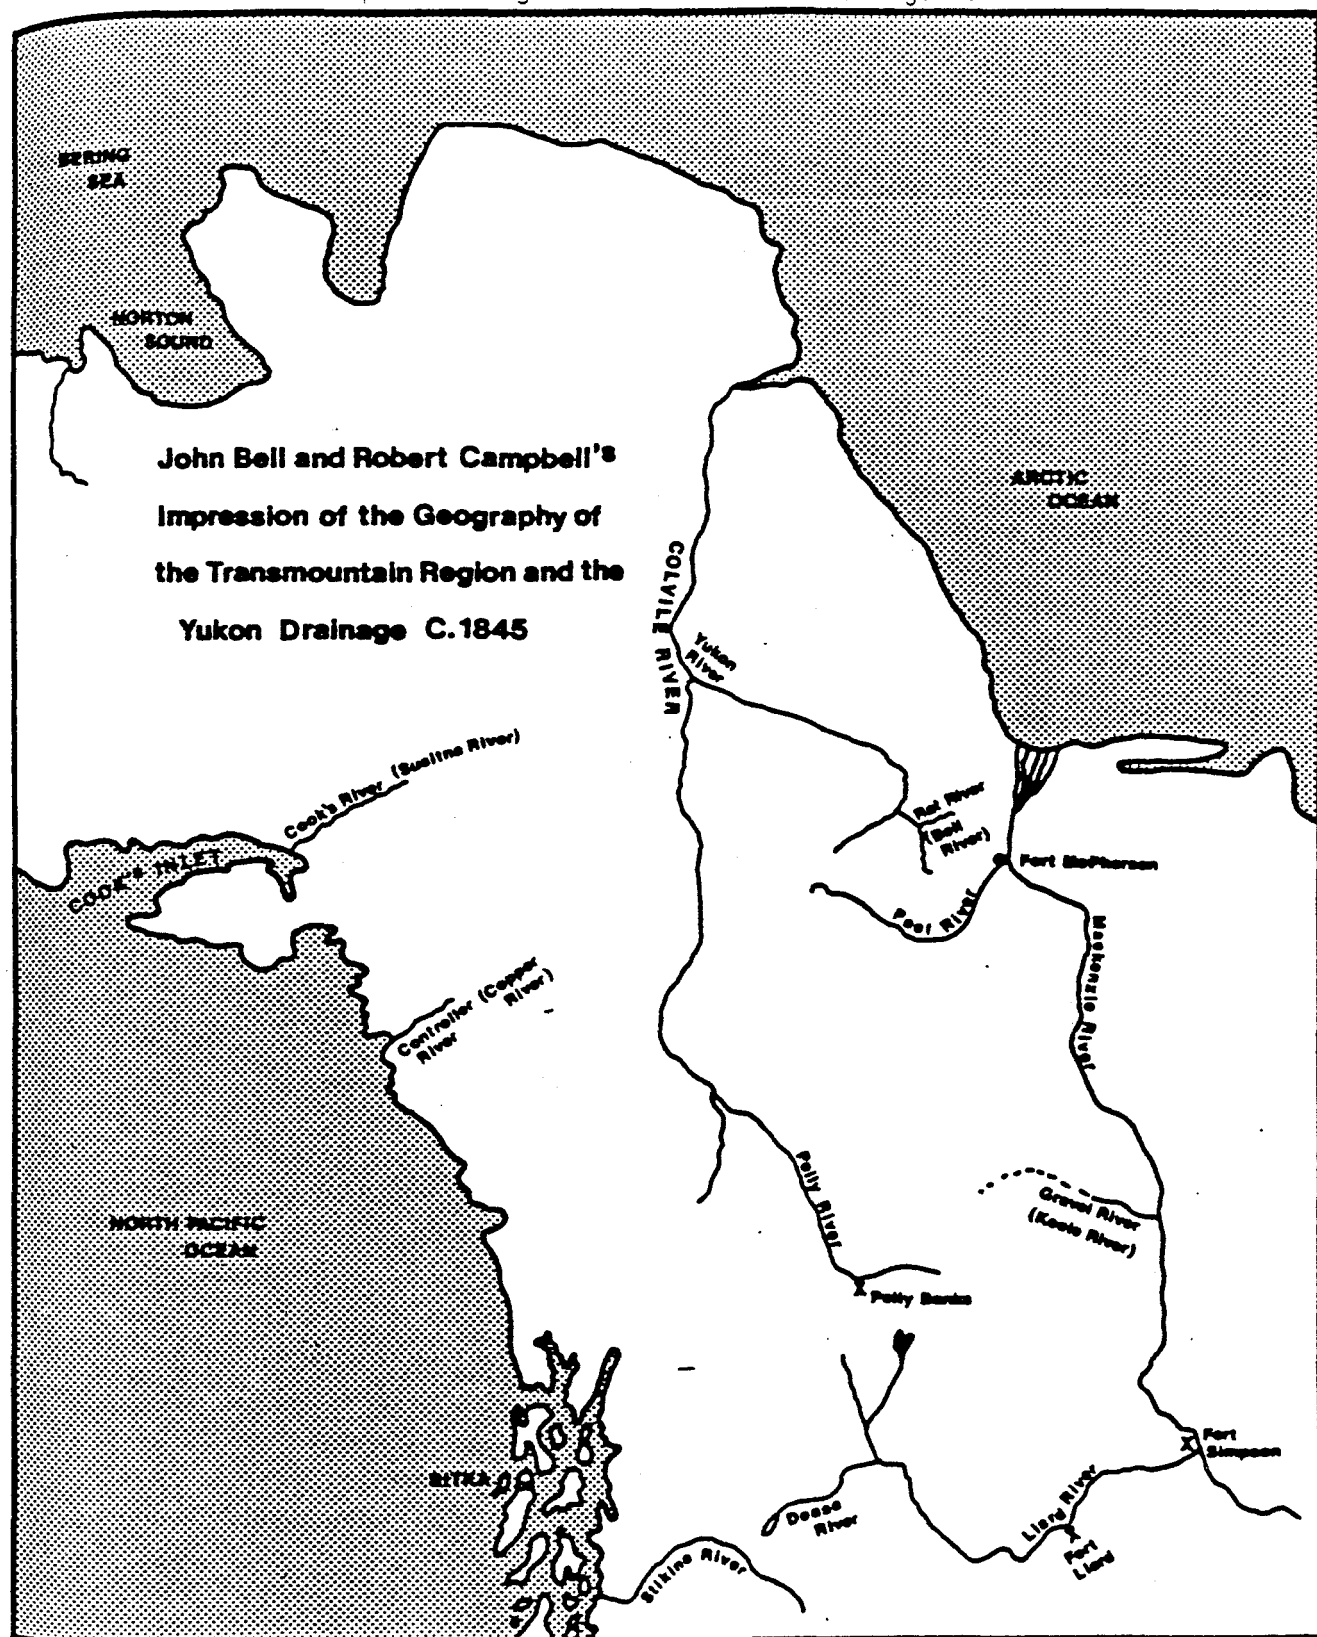 BERING
SEA
NORTON
SOUND
John Bell and Robert Campbell's
Impression of the Geography of
the Transmountain Region and the
Yukon Drainage C.1845
ARCTIC
OCEAN
COLVILE RIVER
Yukon
River
Cook's River (Susitna River)
COOK'S INLET
Rat River
(Bell
River)
Fort McPherson
Peel River
Mackenzie River
Controller (Copper
River River)
Pelly River
Gravel River
(Keele River)
NORTH PACIFIC
OCEAN
Pelly Banks
SITKA
Fort
Simpson
Dease
River
Liard River
Fort
Liard
Stikine River